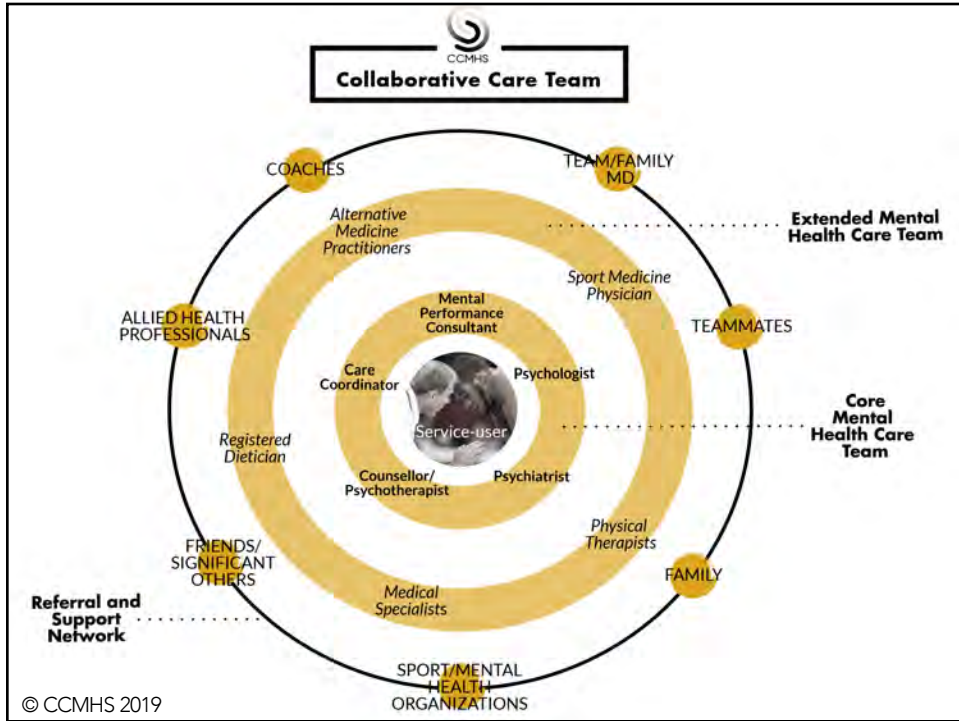 CCMHS
Collaborative Care Team
COACHES
TEAM/FAMILY
MD
Alternative
Medicine
Practitioners
Extended Mental
Health Care Team
Sport Medicine
Physician
Mental
Performance
Consultant
ALLIED HEALTH
PROFESSIONALS
TEAMMATES
Care
Coordinator
Psychologist
Core
Mental
Health Care
Team
Service-user
Registered
Dietician
Counsellor/
Psychotherapist
Psychiatrist
Physical
Therapists
FRIENDS/
SIGNIFICANT
OTHERS
FAMILY
Medical
Specialists
Referral and
Support
Network
SPORT/MENTAL
HEALTH
ORGANIZATIONS
© CCMHS 2019